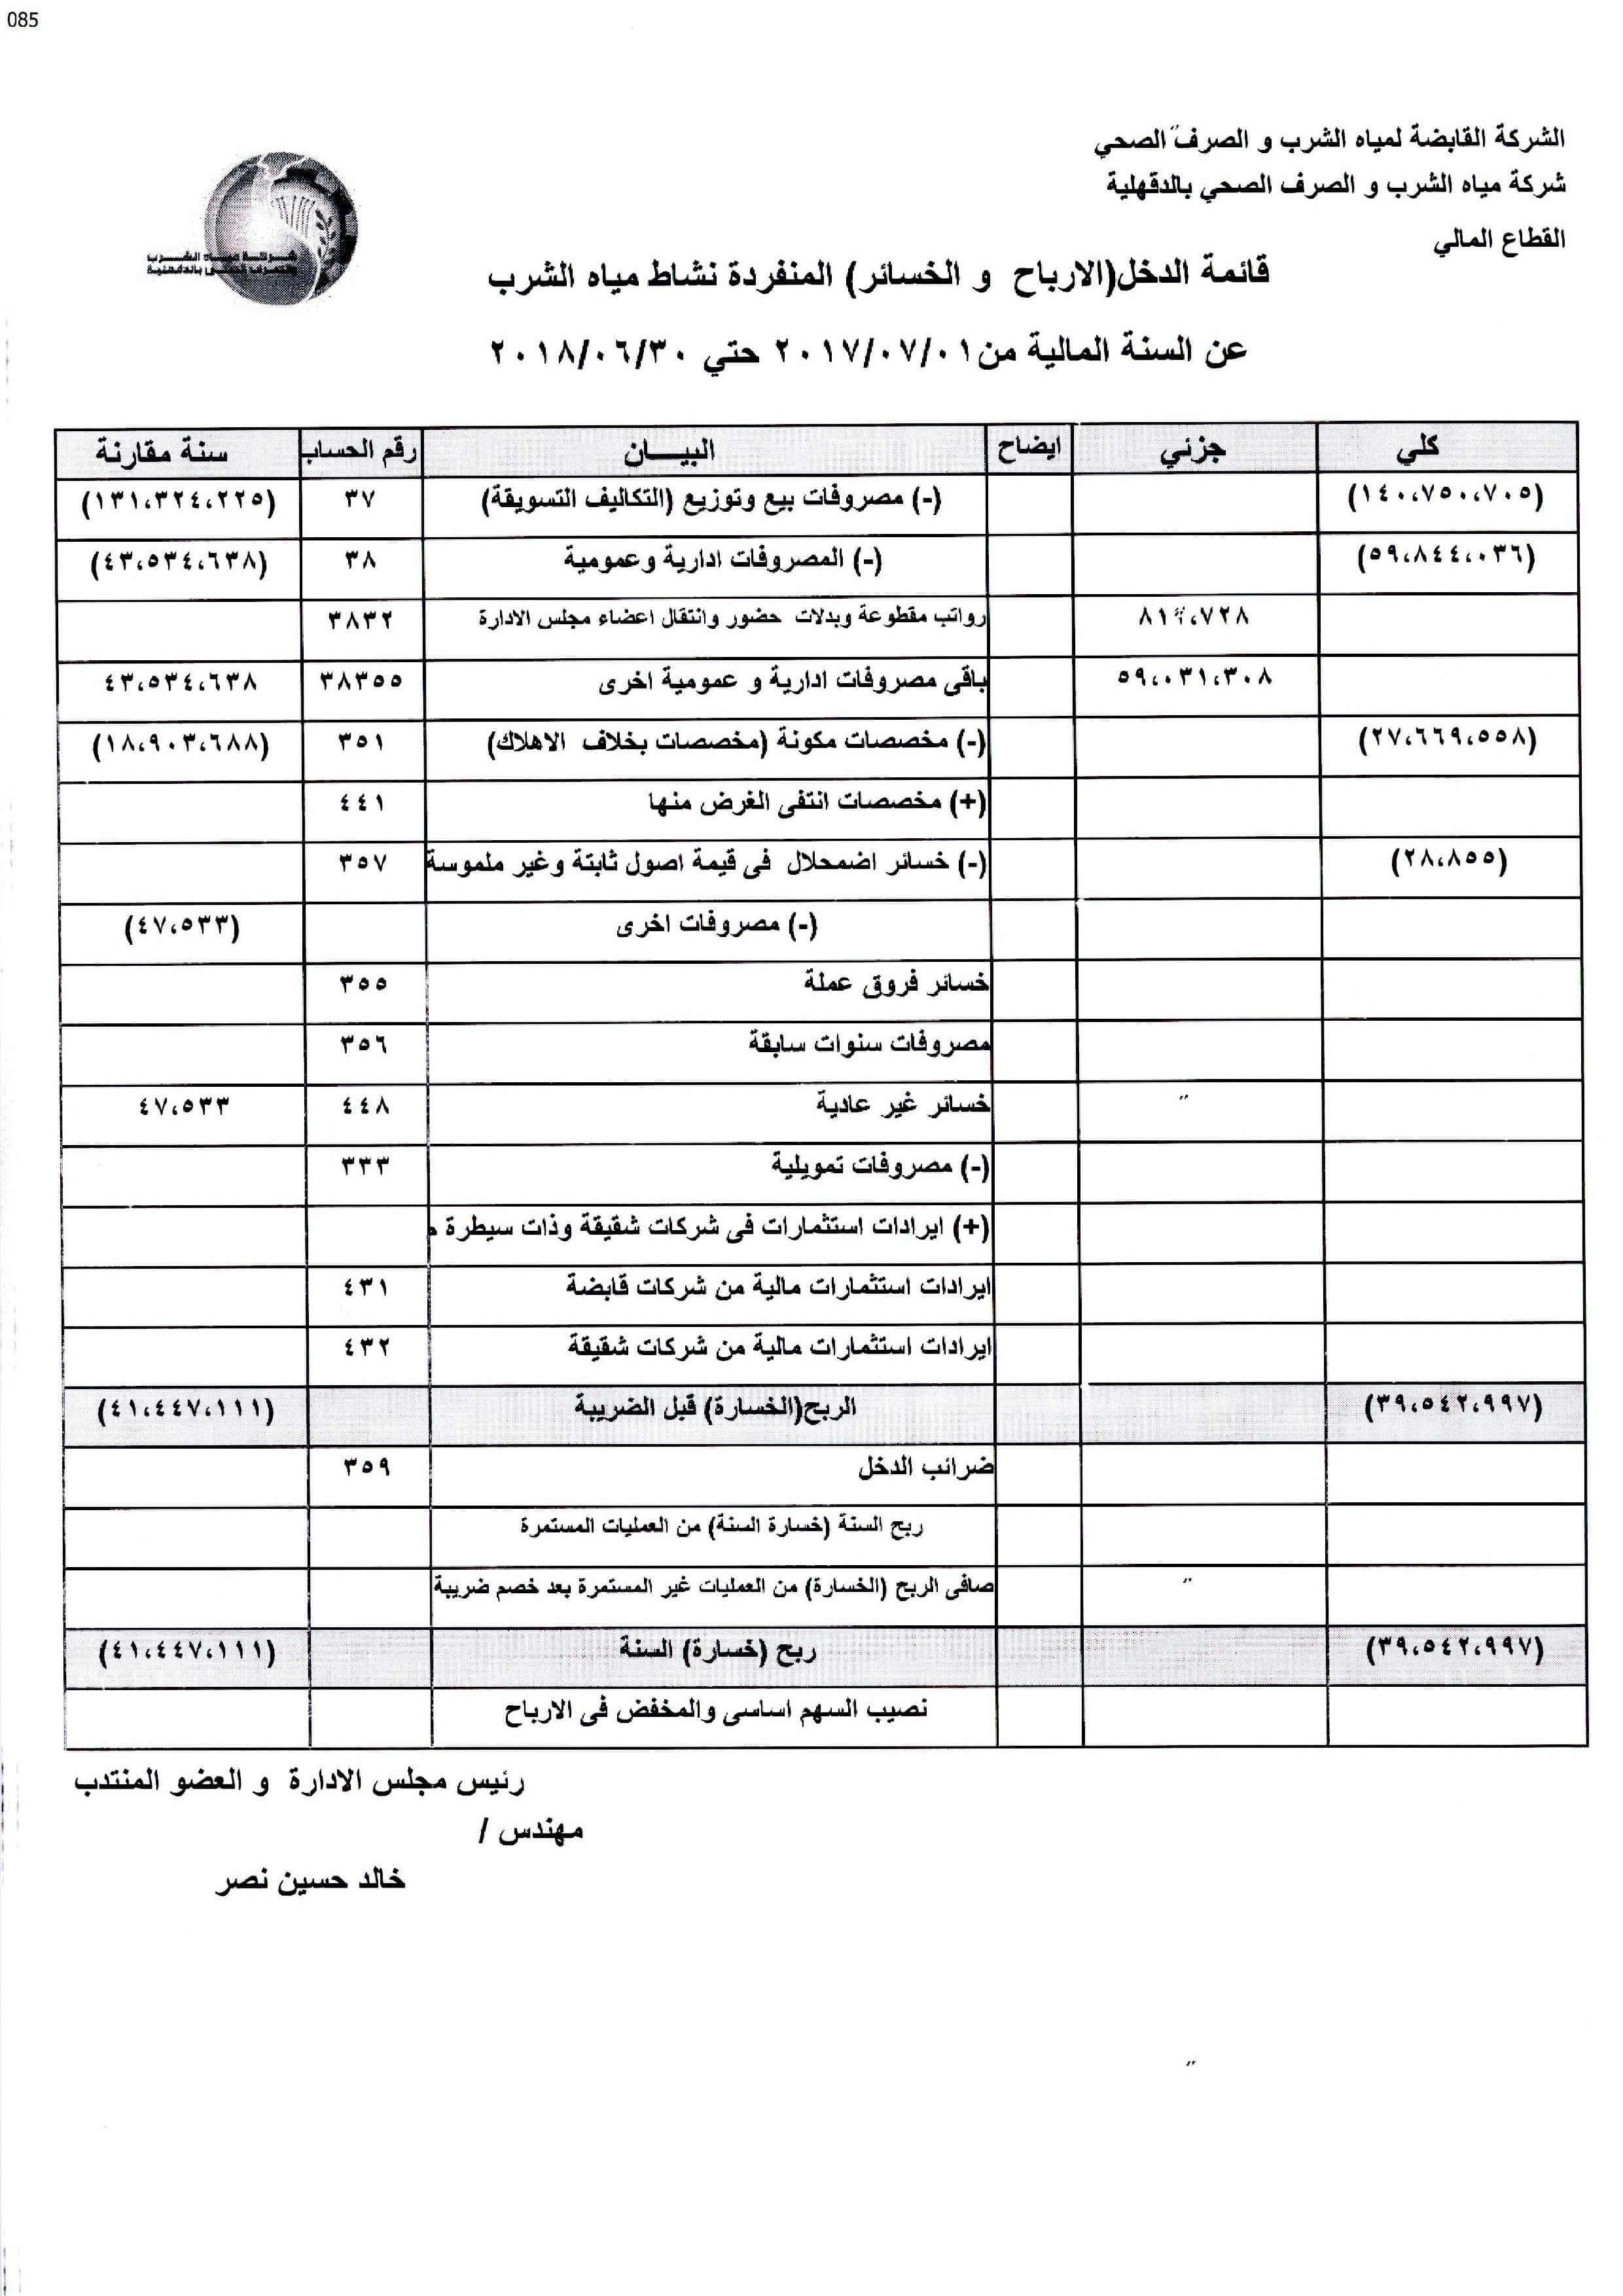 085
الشركة القابضة لمياه الشرب و الصرف الصحي
شركة مياه الشرب و الصرف الصحي بالدقهلية
القطاع المالي
قائمة الدخل(الارباح و الخسائر) المنفردة نشاط مياه الشرب
عن السنة المالية من ٢٠١٧/٠٧/٠١ حتي ٢٠١٨/٠٦/٣٠
كلي جزئي ايضاح البيـــان رقم الحساب سنة مقارنة
(١٤٠،٧٥٠،٧٠٥) (-) مصروفات بيع وتوزيع (التكاليف التسويقة) ٣٧ (١٣١،٣٢٤،٢٢٥)
(٥٩،٨٤٤،٠٣٦) (-) المصروفات ادارية وعمومية ٣٨ (٤٣،٥٣٤،٦٣٨)
رواتب مقطوعة وبدلات حضور وانتقال اعضاء مجلس الادارة ٣٨٣٢
٥٩،٠٣١،٣٠٨ باقي مصروفات ادارية و عمومية اخرى ٣٨٣٥٥ ٤٣،٥٣٤،٦٣٨
(٢٧،٦٦٩،٥٥٨) (-) مخصصات مكونة (مخصصات بخلاف الاهلاك) ٣٥١ (١٨،٩٠٣،٦٨٨)
(+) مخصصات انتفى الغرض منها ٤٤١
(٢٨،٨٥٥) (-) خسائر اضمحلال فى قيمة اصول ثابتة وغير ملموسة ٣٥٧
(-) مصروفات اخرى (٤٧،٥٣٣)
خسائر فروق عملة ٣٥٥
مصروفات سنوات سابقة ٣٥٦
خسائر غير عادية ٤٤٨ ٤٧،٥٣٣
(-) مصروفات تمويلية ٣٣٣
(+) ايرادات استثمارات فى شركات شقيقة وذات سيطرة
ايرادات استثمارات مالية من شركات قابضة ٤٣١
ايرادات استثمارات مالية من شركات شقيقة ٤٣٢
(٣٩،٥٤٢،٩٩٧) الربح(الخسارة) قبل الضريبة (٤١،٤٤٧،١١١)
ضرائب الدخل ٣٥٩
ربح السنة (خسارة السنة) من العمليات المستمرة
صافى الربح (الخسارة) من العمليات غير المستمرة بعد خصم ضريبة
(٣٩،٥٤٢،٩٩٧) ربح (خسارة) السنة (٤١،٤٤٧،١١١)
نصيب السهم اساسى والمخفض فى الارباح
رئيس مجلس الادارة و العضو المنتدب
مهندس /
خالد حسين نصر